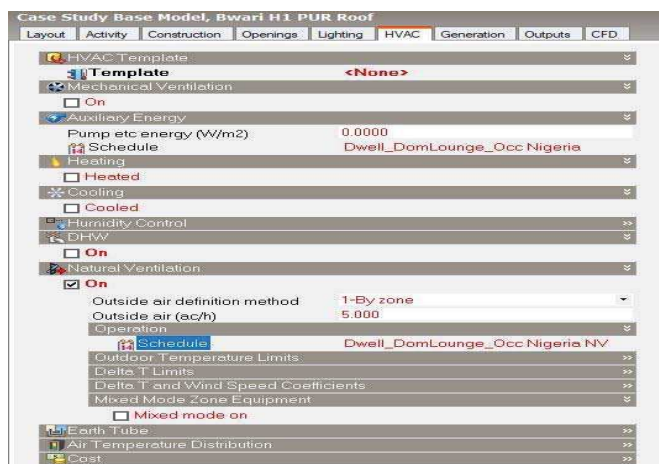 Case Study Base Model, Bwari H1 PUR Roof
Layout Activity Construction Openings Lighting HVAC Generation Outputs CFD
HVAC Template
Template <None>
Mechanical Ventilation
On
Auxiliary Energy
Pump etc energy (W/m2) 0.0000
Schedule Dwell_DomLounge_Occ Nigeria
Heating
Heated
Cooling
Cooled
Humidity Control
DHW
On
Natural Ventilation
On
Outside air definition method 1-By zone
Outside air (ac/h) 5.000
Operation
Schedule Dwell_DomLounge_Occ Nigeria NV
Outdoor Temperature Limits
Delta T Limits
Delta T and Wind Speed Coefficients
Mixed Mode Zone Equipment
Mixed mode on
Earth Tube
Air Temperature Distribution
Cost